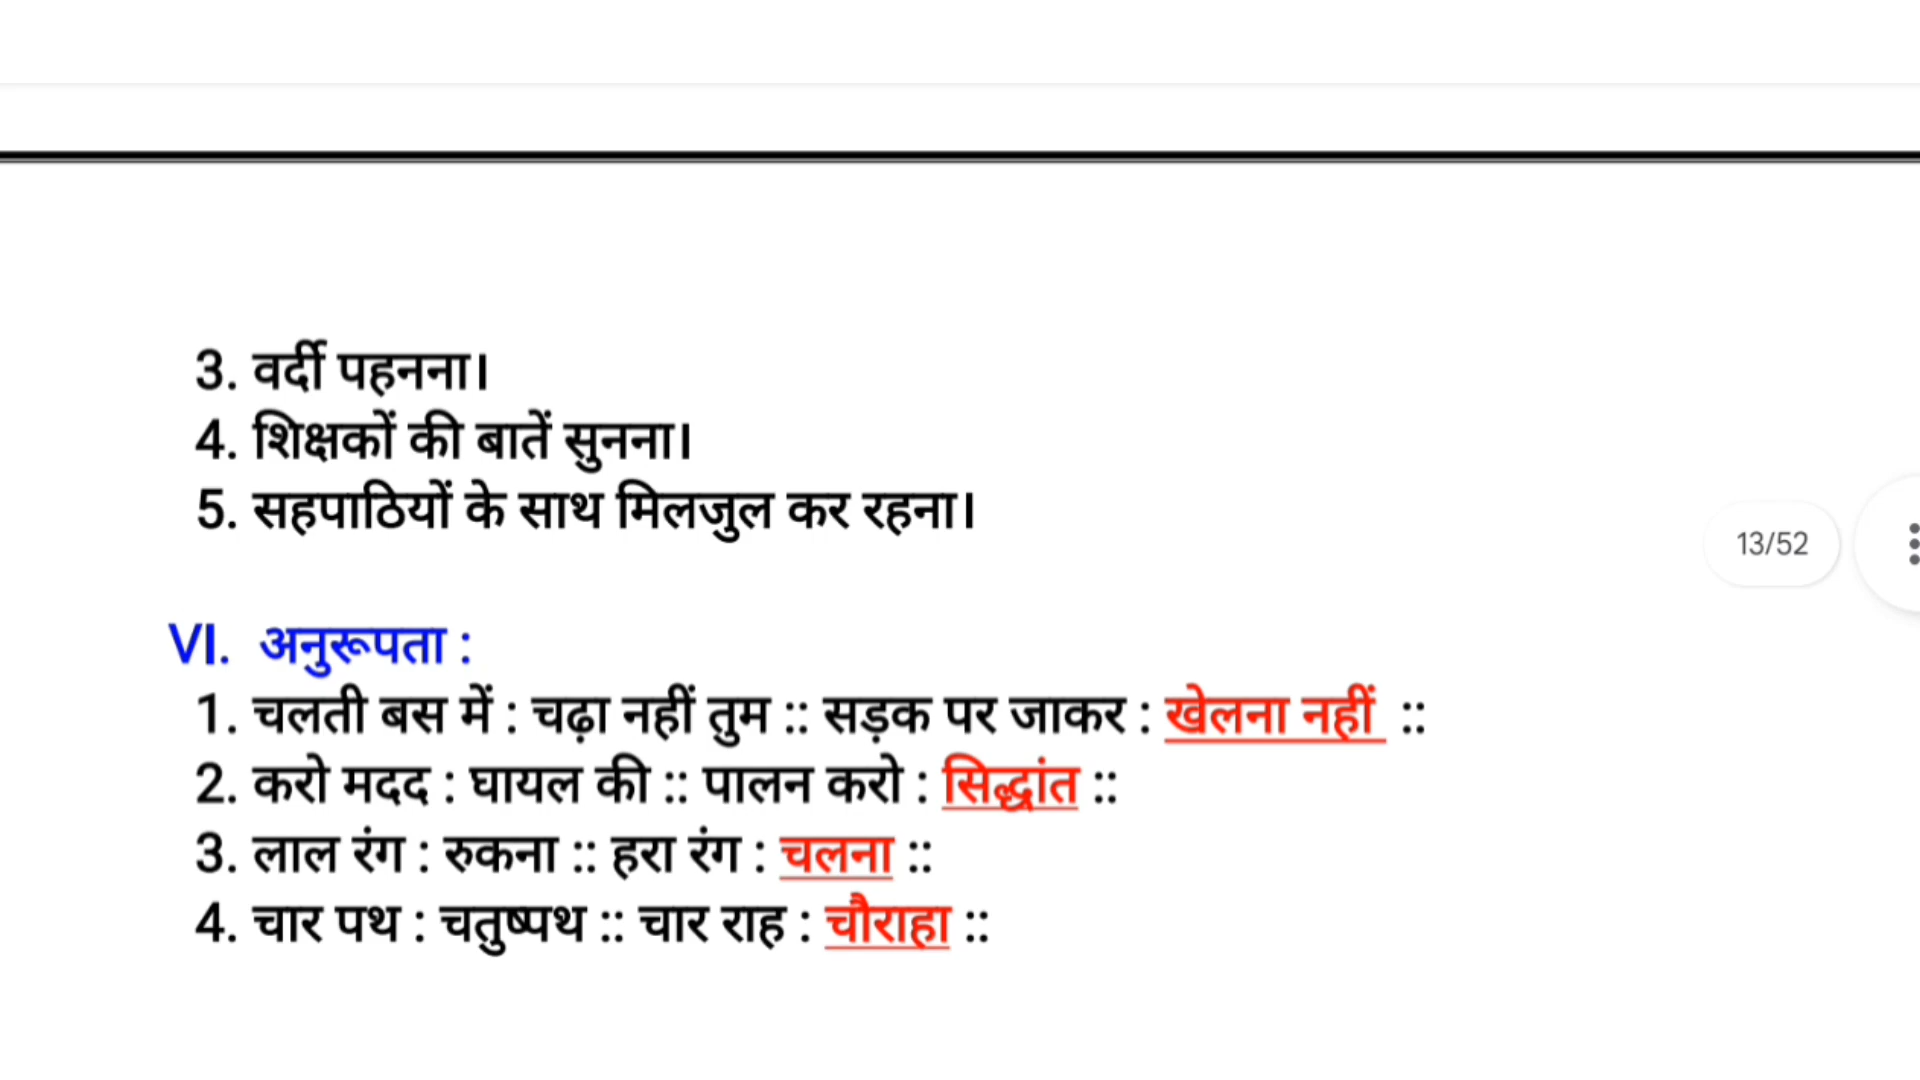 3. वर्दी पहनना।
4. शिक्षकों की बातें सुनना।
5. सहपाठियों के साथ मिलजुल कर रहना।
13/52
VI. अनुरूपता :
1. चलती बस में : चढ़ा नहीं तुम :: सड़क पर जाकर : खेलना नहीं ::
2. करो मदद : घायल की :: पालन करो : सिद्धांत ::
3. लाल रंग : रुकना :: हरा रंग : चलना ::
4. चार पथ : चतुष्पथ :: चार राह : चौराहा ::